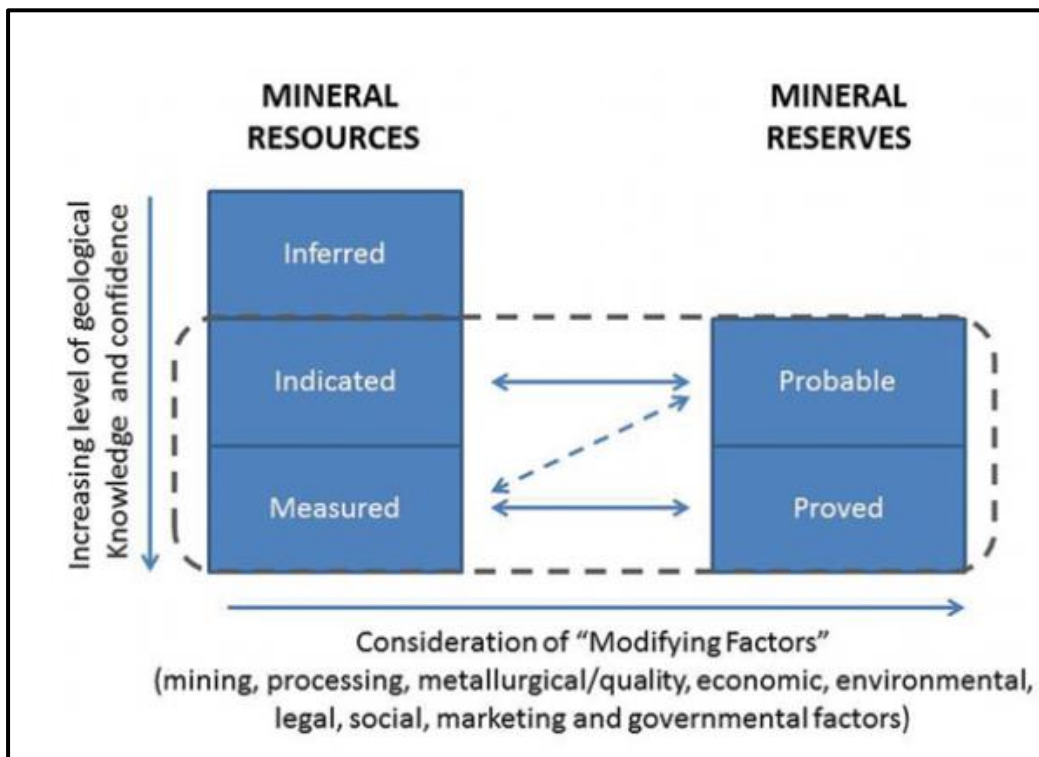 MINERAL
RESOURCES
MINERAL
RESERVES
Increasing level of geological
Knowledge and confidence
Inferred
Indicated
Measured
Probable
Proved
Consideration of “Modifying Factors”
(mining, processing, metallurgical/quality, economic, environmental,
legal, social, marketing and governmental factors)